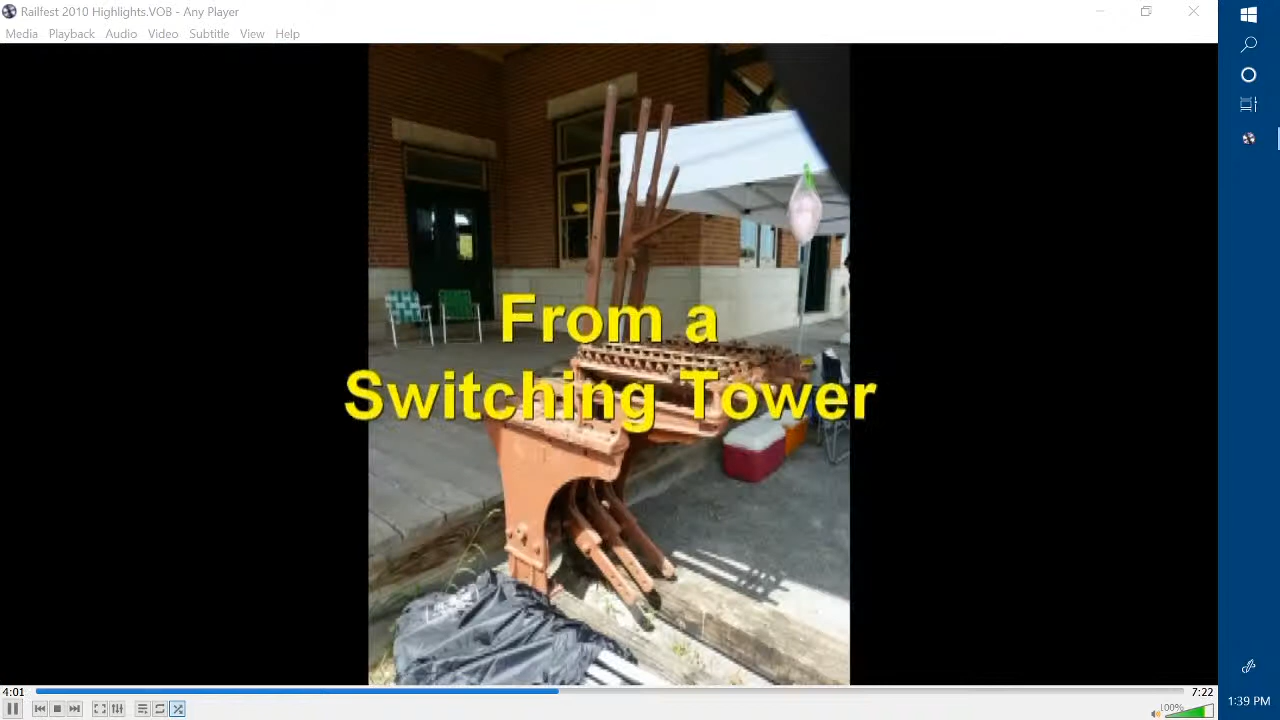 Railfest 2010 Highlights.VOB - Any Player
Media Playback Audio Video Subtitle View Help
From a
Switching Tower
4:01
7:22
100%
1:39 PM